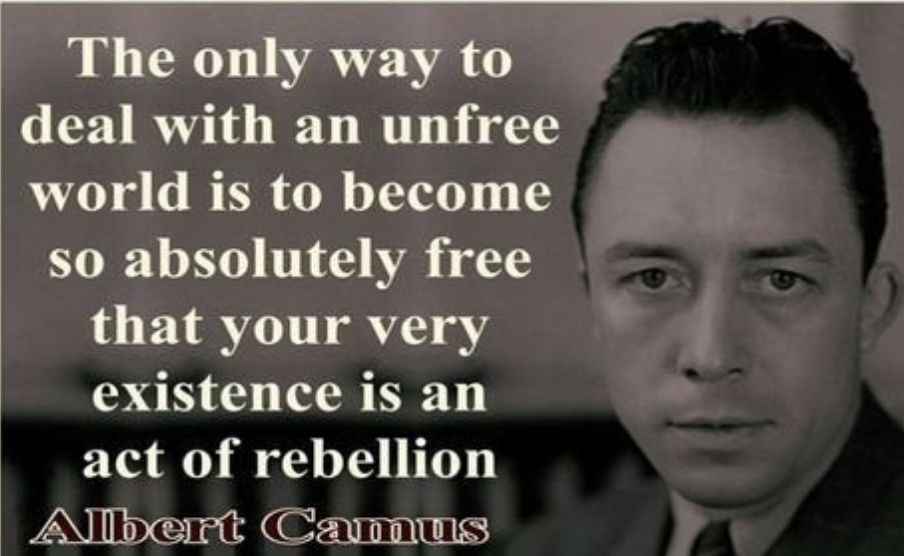 The only way to
deal with an unfree
world is to become
so absolutely free
that your very
existence is an
act of rebellion
Albert Camus